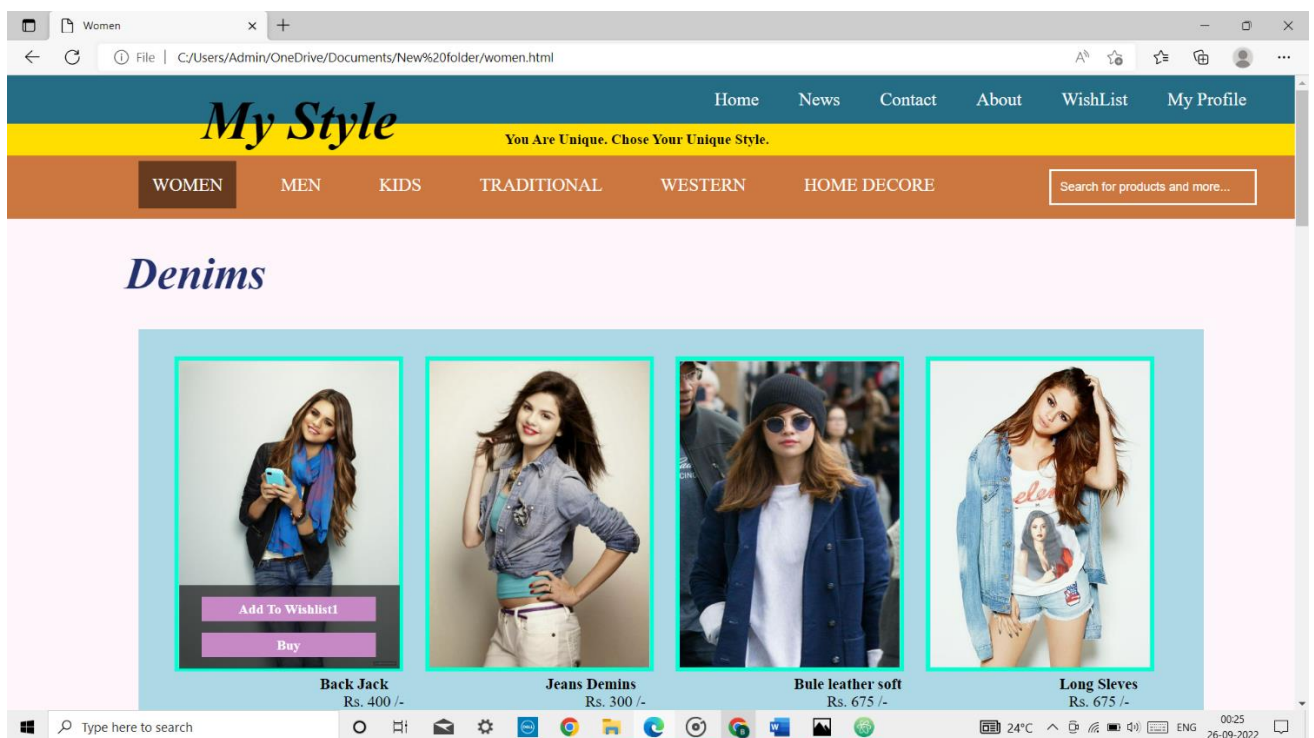 Women
File | C:/Users/Admin/OneDrive/Documents/New%20folder/women.html
My Style
Home News Contact About WishList My Profile
You Are Unique. Chose Your Unique Style.
WOMEN MEN KIDS TRADITIONAL WESTERN HOME DECORE
Search for products and more...
Denims
Add To Wishlist1
Buy
Back Jack Jeans Demins Bule leather soft Long Sleves
Rs. 400 /- Rs. 300 /- Rs. 675 /- Rs. 675 /-
Type here to search
24°C ENG 00:25
26-09-2022